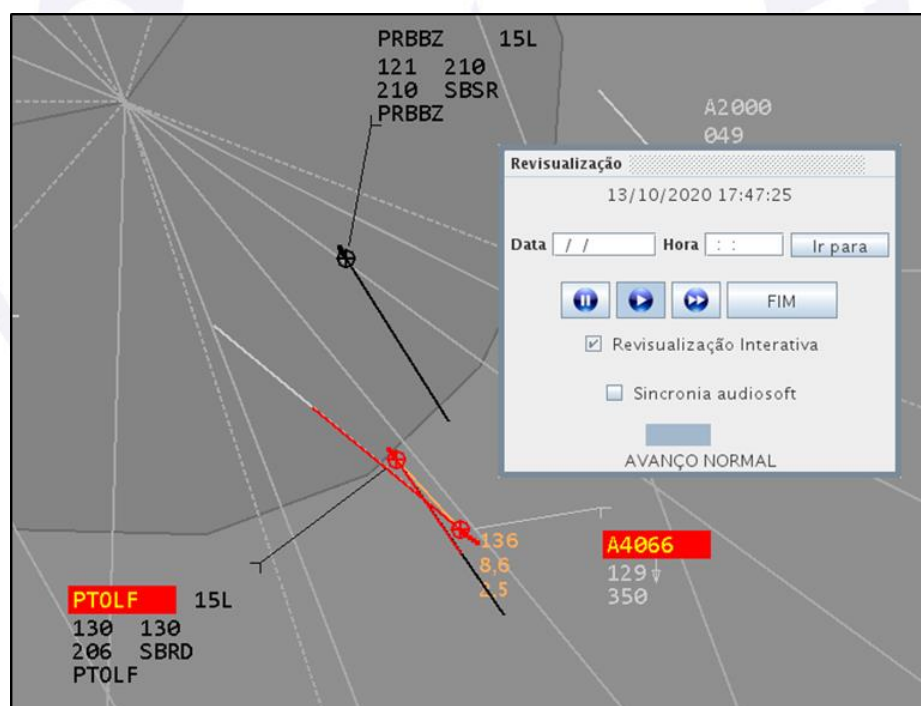 PRBBZ 15L
121 210
210 SBSR
PRBBZ
A2000
049
Revisualização
13/10/2020 17:47:25
Data / / Hora : : Ir para
FIM
Revisualização Interativa
Sincronia audiosoft
AVANÇO NORMAL
136
8,6
2,5
A4066
129
350
PTOLF 15L
130 130
206 SBRD
PTOLF